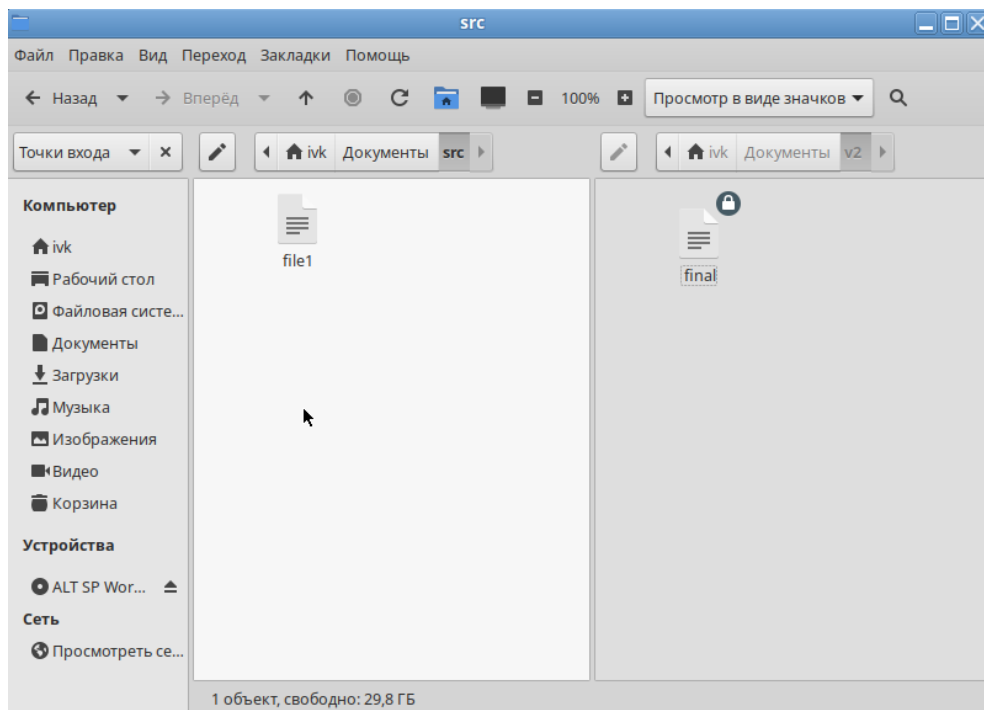 src
Файл Правка Вид Переход Закладки Помощь
Назад Вперёд 100% Просмотр в виде значков
Точки входа ivk Документы src ivk Документы v2
Компьютер
ivk
Рабочий стол
Файловая систе...
Документы
Загрузки
Музыка
Изображения
Видео
Корзина
Устройства
ALT SP Wor...
Сеть
Просмотреть се...
file1
final
1 объект, свободно: 29,8 ГБ